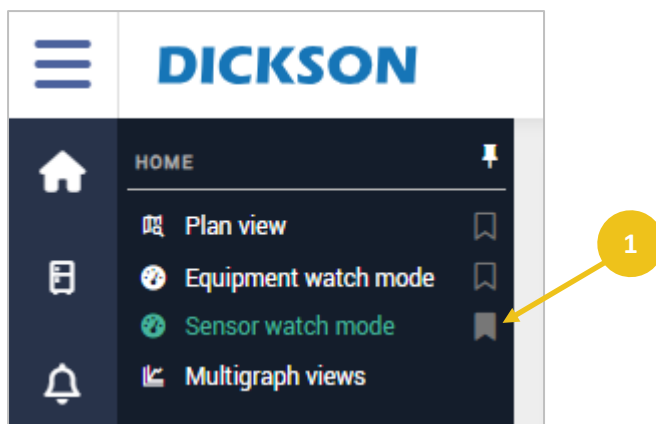 DICKSON
HOME
Plan view
Equipment watch mode
1
Sensor watch mode
Multigraph views